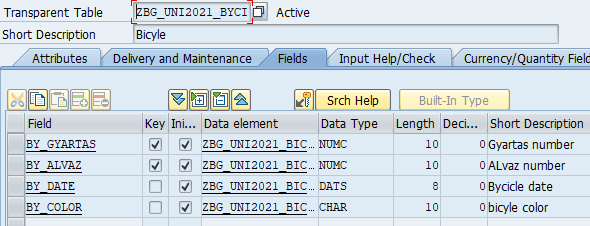 Transparent Table ZBG_UNI2021_BYCI Active
Short Description Bicyle
Attributes Delivery and Maintenance Fields Input Help/Check Currency/Quantity Field
Srch Help Built-In Type
Field Key Ini... Data element Data Type Length Deci... Short Description
BY_GYARTAS ZBG_UNI2021_BIC... NUMC 10 0 Gyartas number
BY_ALVAZ ZBG_UNI2021_BIC... NUMC 10 0 ALvaz number
BY_DATE ZBG_UNI2021_BIC... DATS 8 0 Bycicle date
BY_COLOR ZBG_UNI2021_BIC... CHAR 10 0 bicyle color